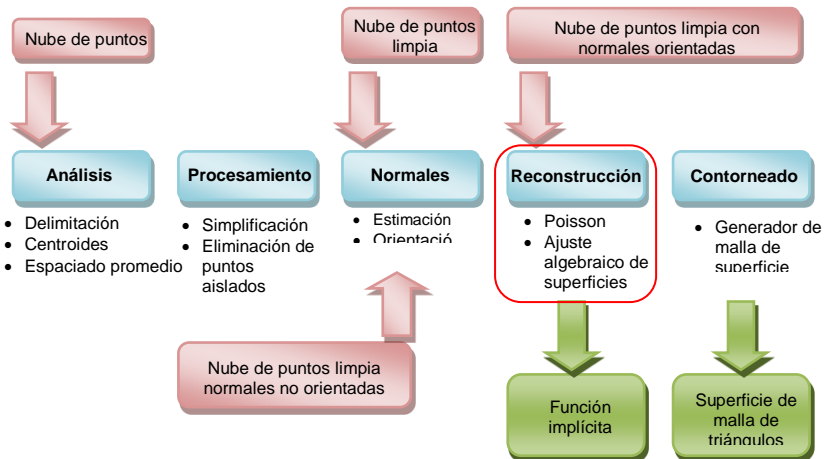 Nube de puntos
Nube de puntos
limpia
Nube de puntos limpia con
normales orientadas
Análisis
Procesamiento
Normales
Reconstrucción
Contorneado
• Delimitación
• Centroides
• Espaciado promedio
• Simplificación
• Eliminación de
puntos
aislados
• Estimación
• Orientació
• Poisson
• Ajuste
algebraico de
superficies
• Generador de
malla de
superficie
Nube de puntos limpia
normales no orientadas
Función
implícita
Superficie de
malla de
triángulos